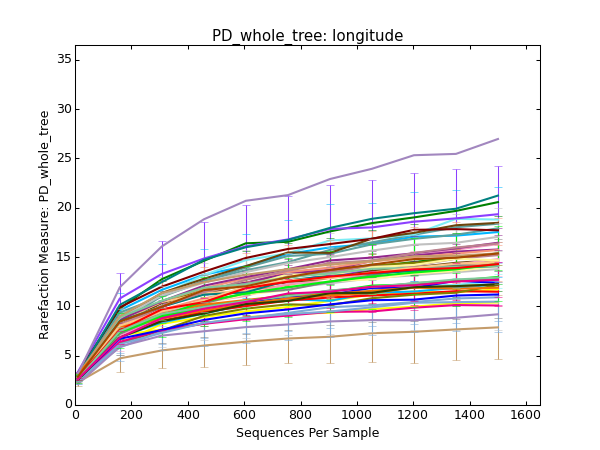 PD_whole_tree: longitude
35
30
25
20
15
10
5
0
Rarefaction Measure: PD_whole_tree
0 200 400 600 800 1000 1200 1400 1600
Sequences Per Sample